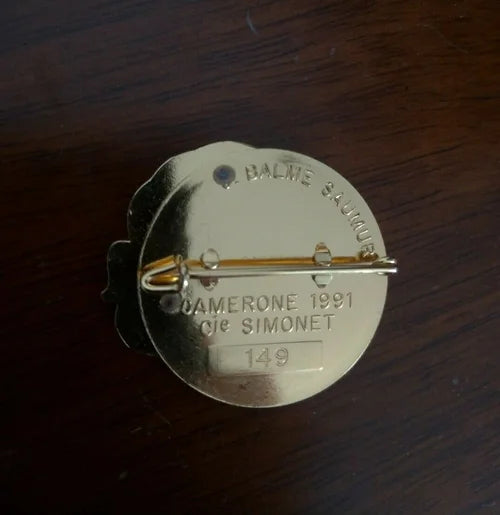 BALME SAUMUR
CAMERONE 1991
Cie SIMONET
149